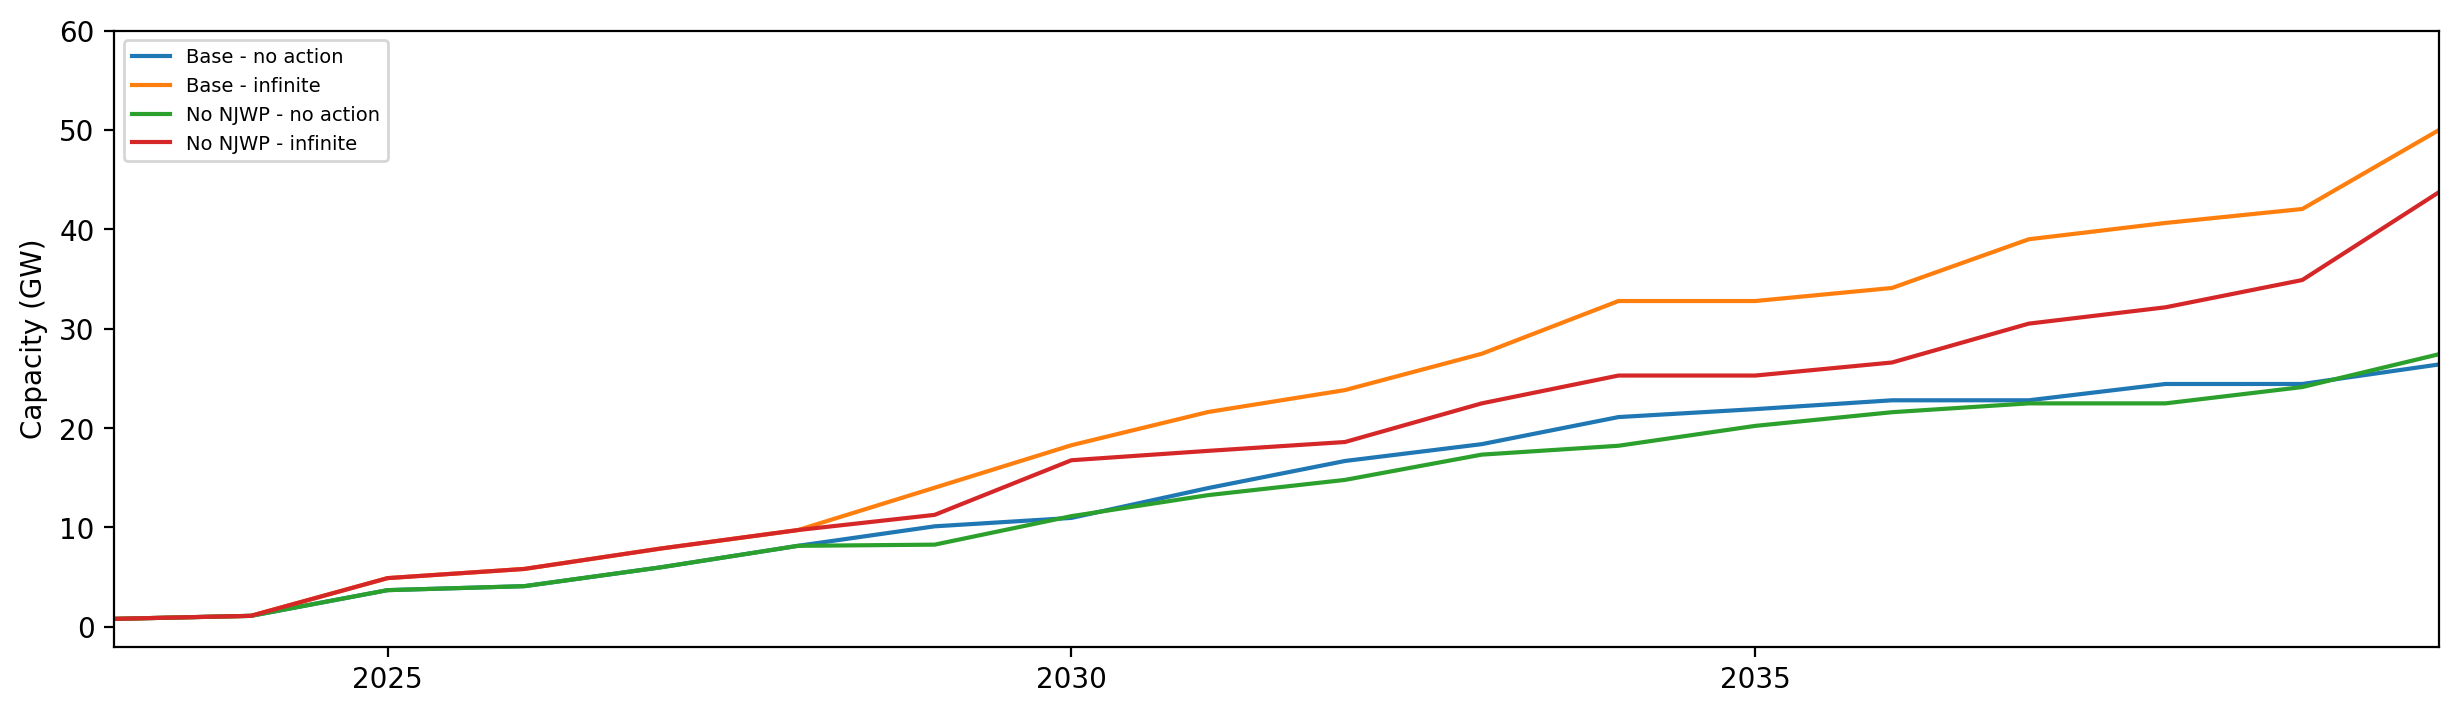 60
50
40
30
20
10
0
Capacity (GW)
Base - no action
Base - infinite
No NJWP - no action
No NJWP - infinite
2025
2030
2035